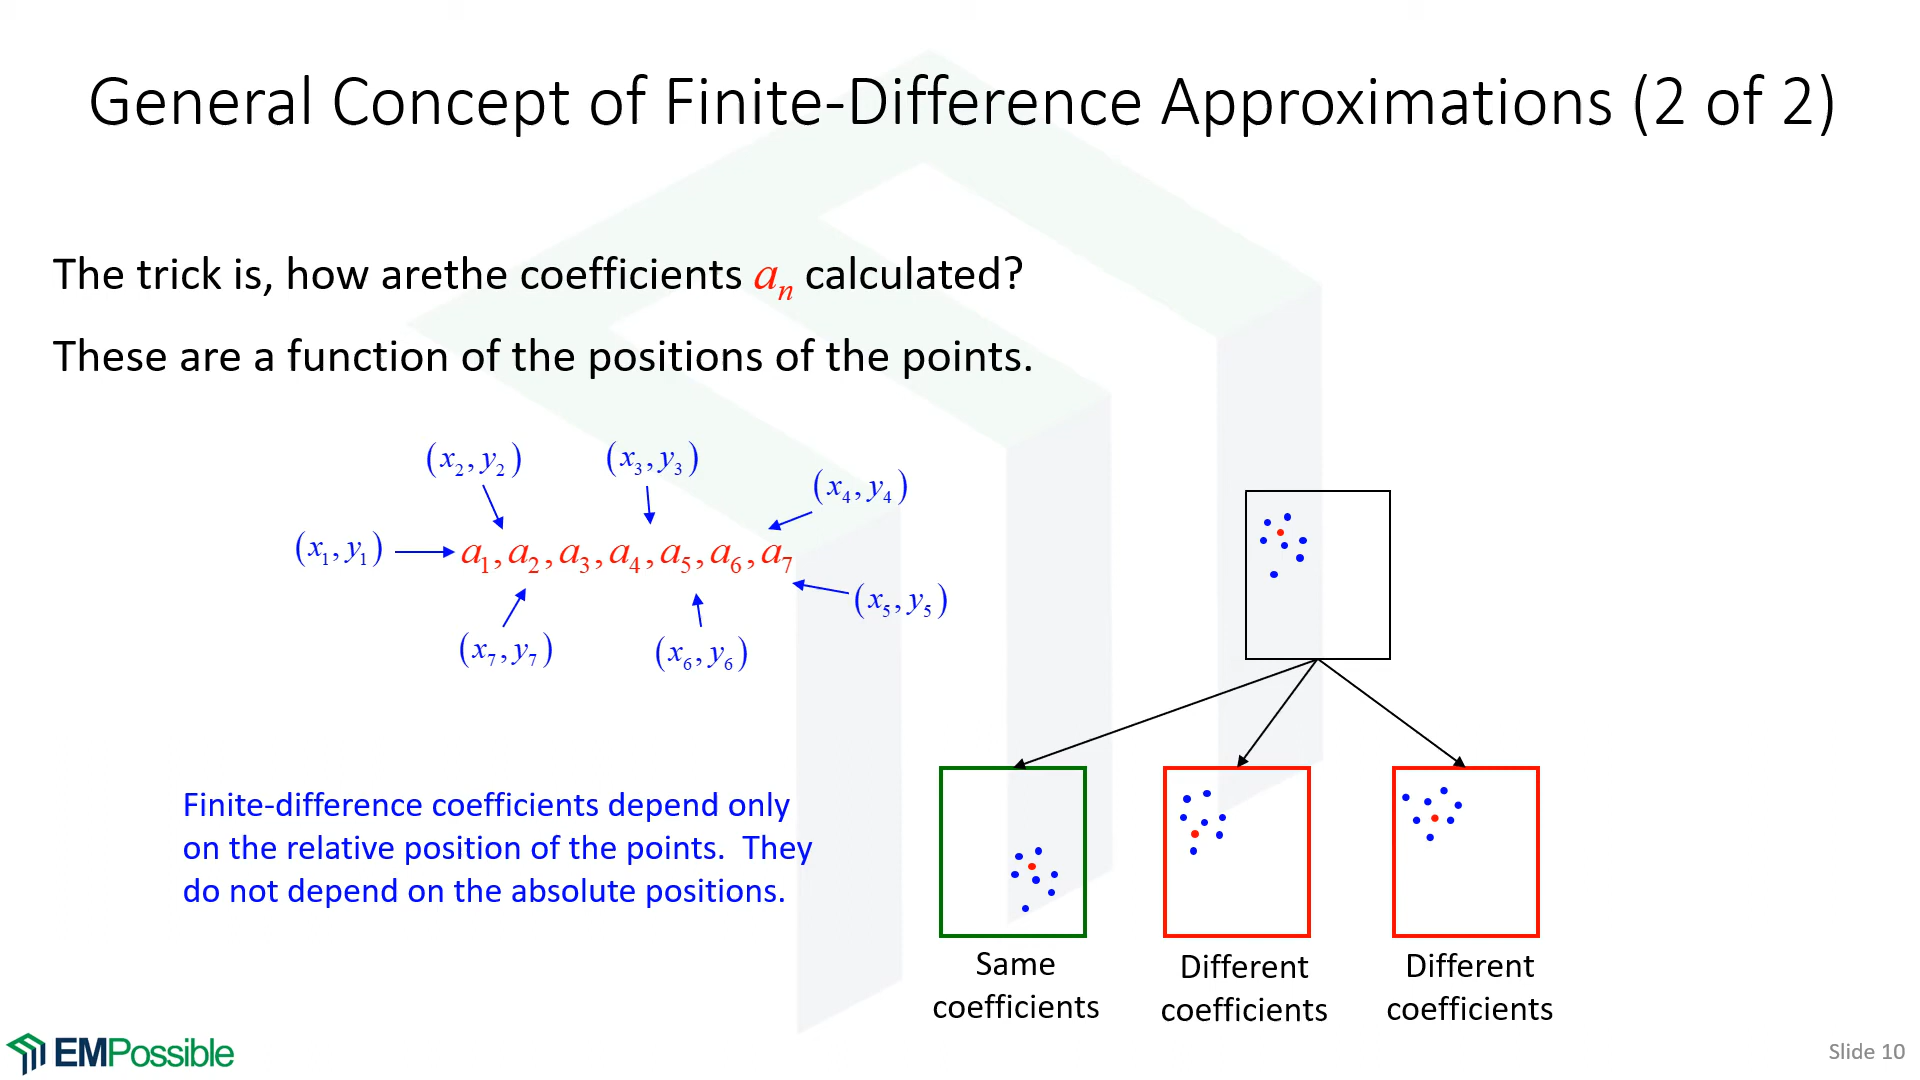 General Concept of Finite-Difference Approximations (2 of 2)
The trick is, how arethe coefficients aₙ calculated?
These are a function of the positions of the points.
(x₂, y₂)
(x₃, y₃)
(x₄, y₄)
(x₁, y₁)
a₁, a₂, a₃, a₄, a₅, a₆, a₇
(x₅, y₅)
(x₇, y₇)
(x₆, y₆)
Finite-difference coefficients depend only
on the relative position of the points. They
do not depend on the absolute positions.
Same
coefficients
Different
coefficients
Different
coefficients
EMPossible
Slide 10